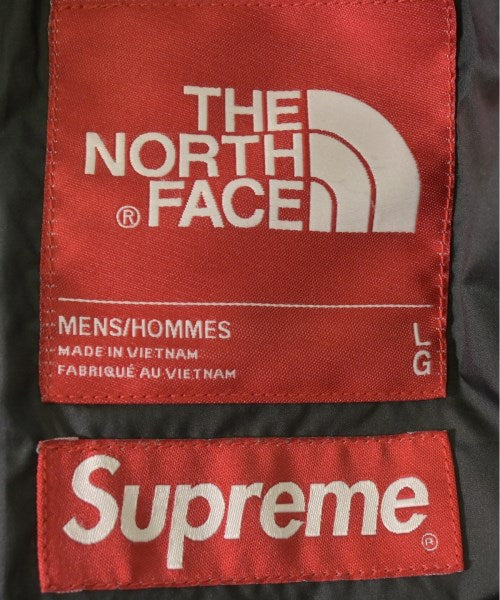 THE
NORTH
® FACE
MENS/HOMMES
MADE IN VIETNAM
FABRIQUÉ AU VIETNAM
L
G
Supreme ®